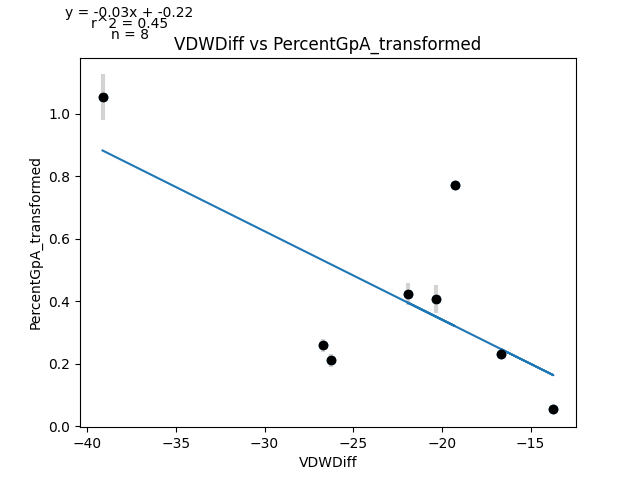 y = -0.03x + -0.22
r^2 = 0.45
n = 8
VDWDiff vs PercentGpA_transformed
PercentGpA_transformed
1.0
0.8
0.6
0.4
0.2
0.0
−40 −35 −30 −25 −20 −15
VDWDiff